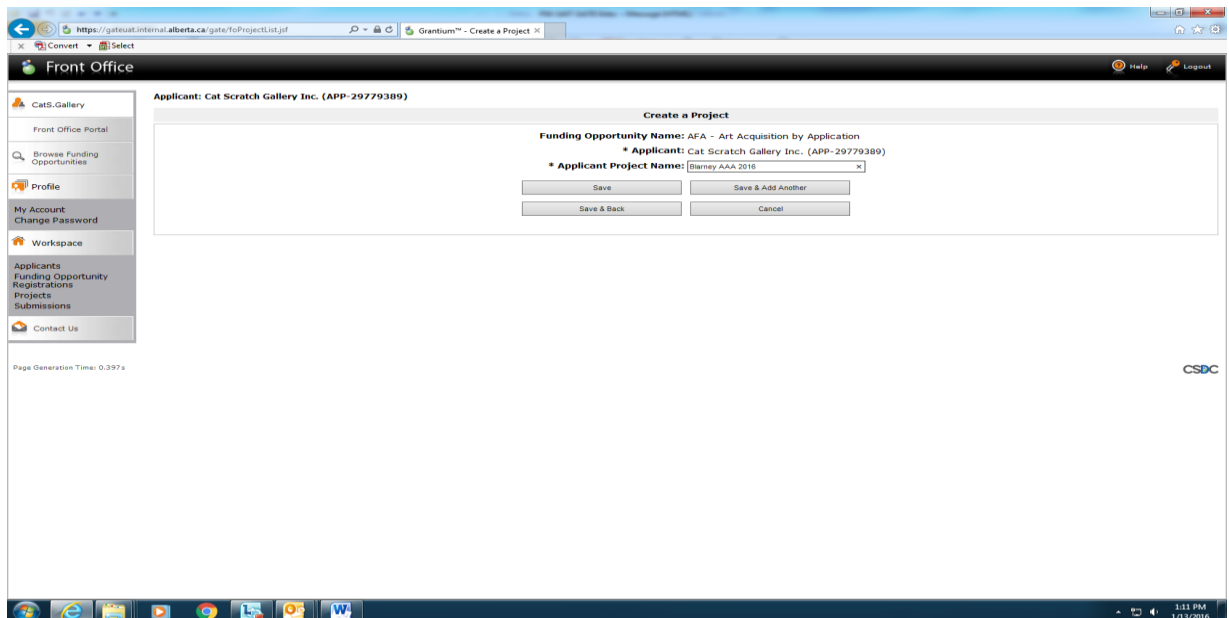 https://gateuat.internal.alberta.ca/gate/foProjectList.jsf
Grantium™ - Create a Project
Convert
Select
Front Office
Help
Logout
CatS.Gallery
Front Office Portal
Browse Funding
Opportunities
Profile
My Account
Change Password
Workspace
Applicants
Funding Opportunity
Registrations
Projects
Submissions
Contact Us
Page Generation Time: 0.397s
Applicant: Cat Scratch Gallery Inc. (APP-29779389)
Create a Project
Funding Opportunity Name: AFA - Art Acquisition by Application
* Applicant: Cat Scratch Gallery Inc. (APP-29779389)
* Applicant Project Name: Blarney AAA 2016
Save
Save & Add Another
Save & Back
Cancel
CSDC
1:11 PM
1/13/2016